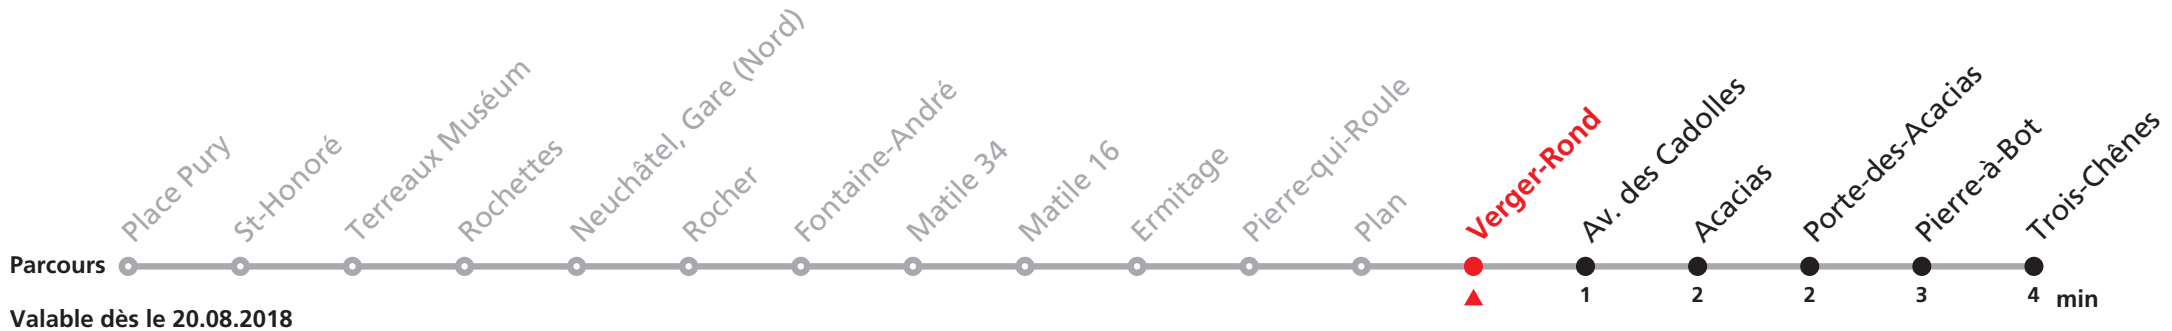 Place Pury
St-Honoré
Terreaux Muséum
Rochettes
Neuchâtel, Gare (Nord)
Rocher
Fontaine-André
Matile 34
Matile 16
Ermitage
Pierre-qui-Roule
Plan
Verger-Rond
Av. des Cadolles
Acacias
Porte-des-Acacias
Pierre-à-Bot
Trois-Chênes
Parcours
1 2 2 3 4 min
Valable dès le 20.08.2018